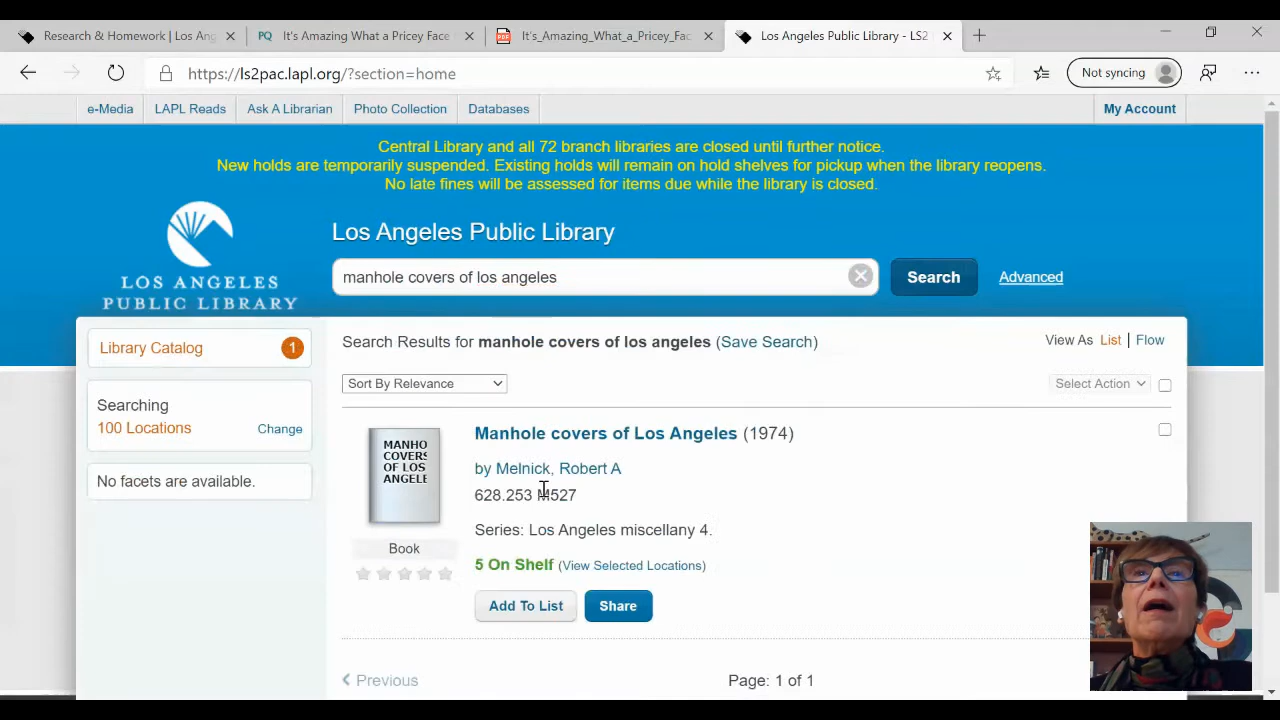 Research & Homework | Los Ang
It's Amazing What a Pricey Face
It's_Amazing_What_a_Pricey_Fac
Los Angeles Public Library - LS2
https://ls2pac.lapl.org/?section=home
Not syncing
e-Media
LAPL Reads
Ask A Librarian
Photo Collection
Databases
My Account
Central Library and all 72 branch libraries are closed until further notice.
New holds are temporarily suspended. Existing holds will remain on hold shelves for pickup when the library reopens.
No late fines will be assessed for items due while the library is closed.
LOS ANGELES
PUBLIC LIBRARY
Los Angeles Public Library
manhole covers of los angeles
Search
Advanced
Library Catalog
1
Searching
100 Locations
Change
No facets are available.
Search Results for manhole covers of los angeles (Save Search)
View As List | Flow
Sort By Relevance
Select Action
MANHO
COVERS
OF LOS
ANGELE
Book
Manhole covers of Los Angeles (1974)
by Melnick, Robert A
628.253 M527
Series: Los Angeles miscellany 4.
5 On Shelf (View Selected Locations)
Add To List
Share
Previous
Page: 1 of 1